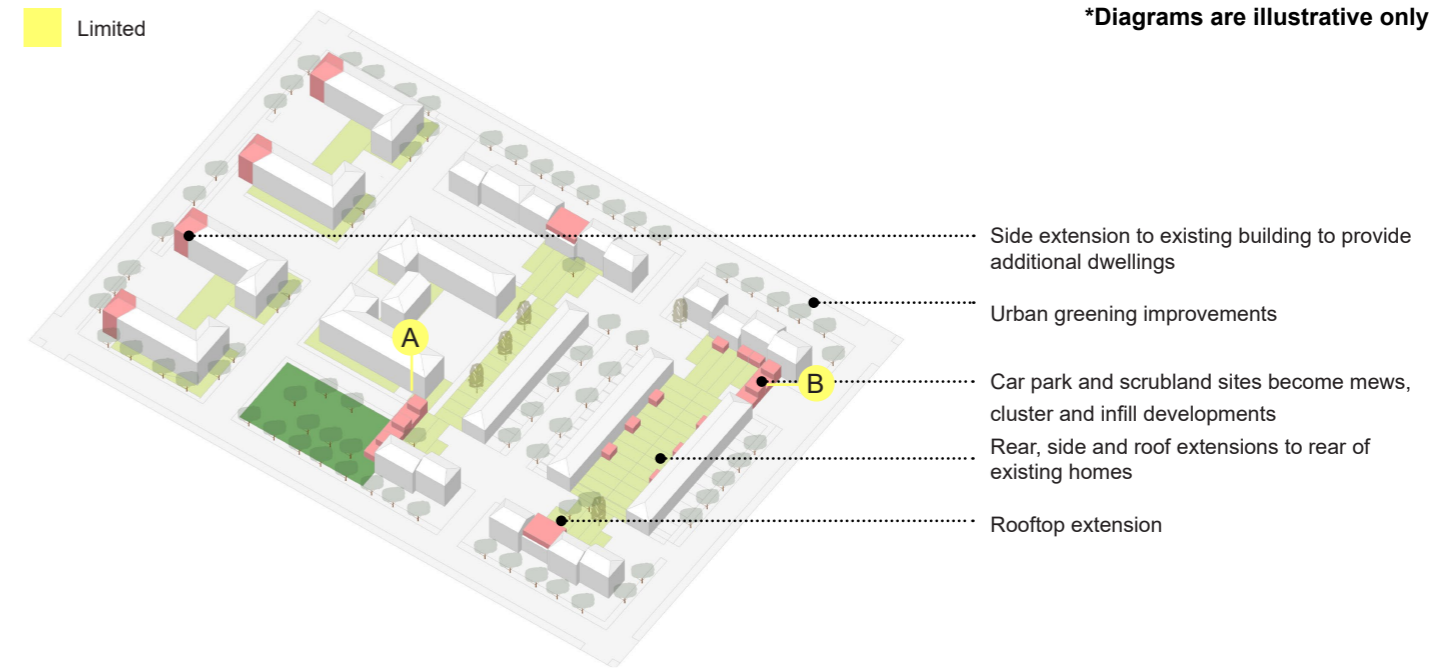 Limited
*Diagrams are illustrative only
Side extension to existing building to provide
additional dwellings
Urban greening improvements
A
B
Car park and scrubland sites become mews,
cluster and infill developments
Rear, side and roof extensions to rear of
existing homes
Rooftop extension